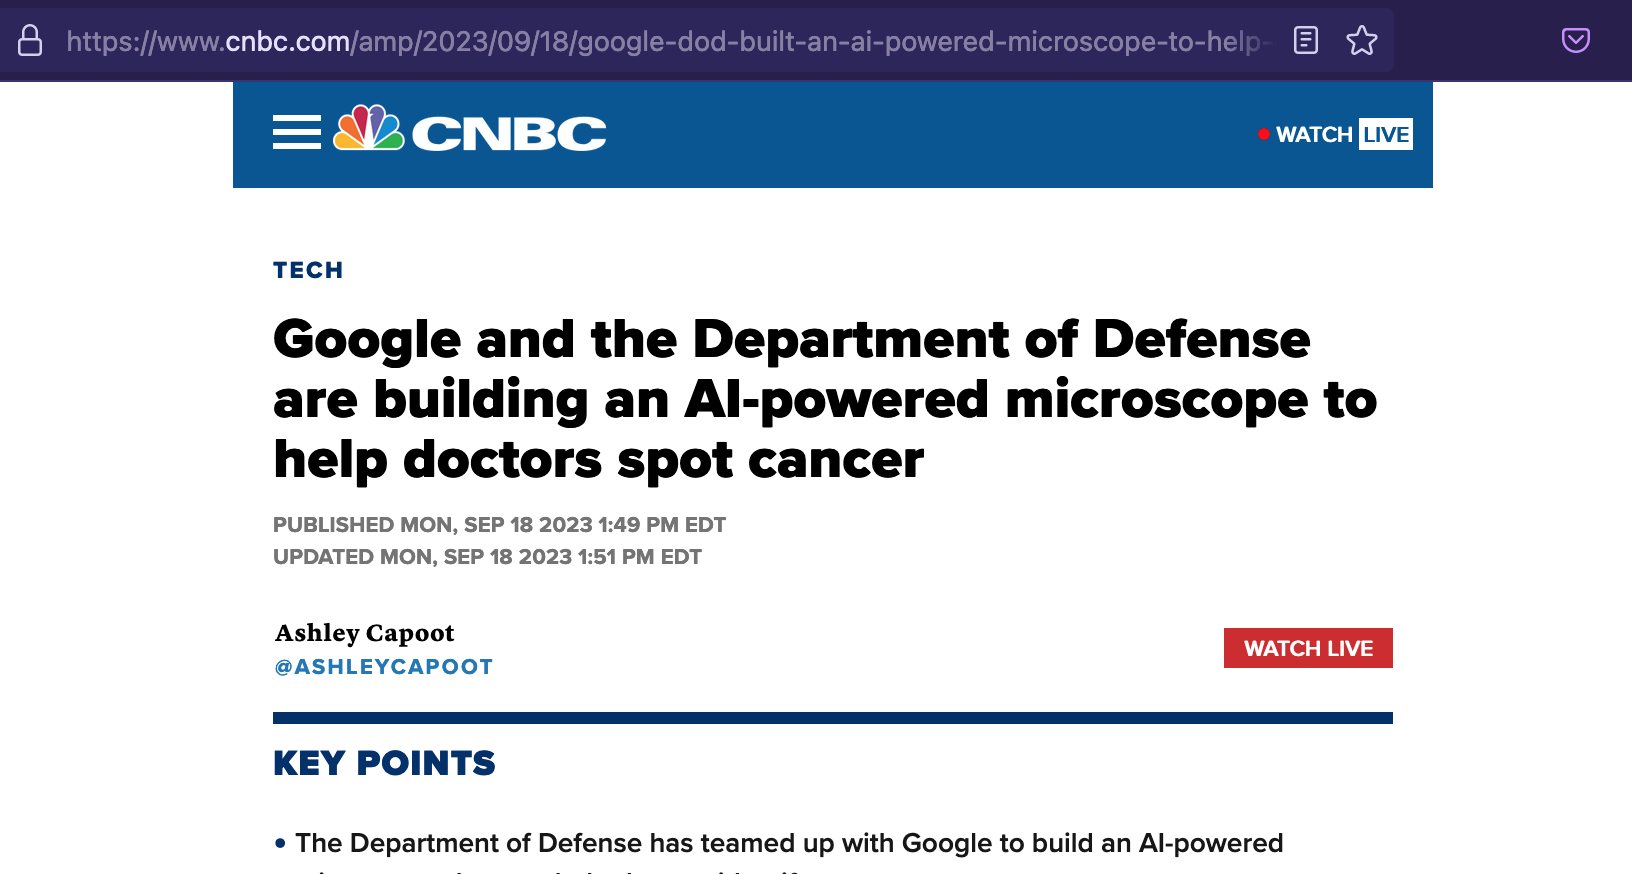 https://www.cnbc.com/amp/2023/09/18/google-dod-built-an-ai-powered-microscope-to-help-
CNBC
WATCH LIVE
TECH
Google and the Department of Defense
are building an AI-powered microscope to
help doctors spot cancer
PUBLISHED MON, SEP 18 2023 1:49 PM EDT
UPDATED MON, SEP 18 2023 1:51 PM EDT
Ashley Capoot
@ASHLEYCAPOOT
WATCH LIVE
KEY POINTS
• The Department of Defense has teamed up with Google to build an AI-powered